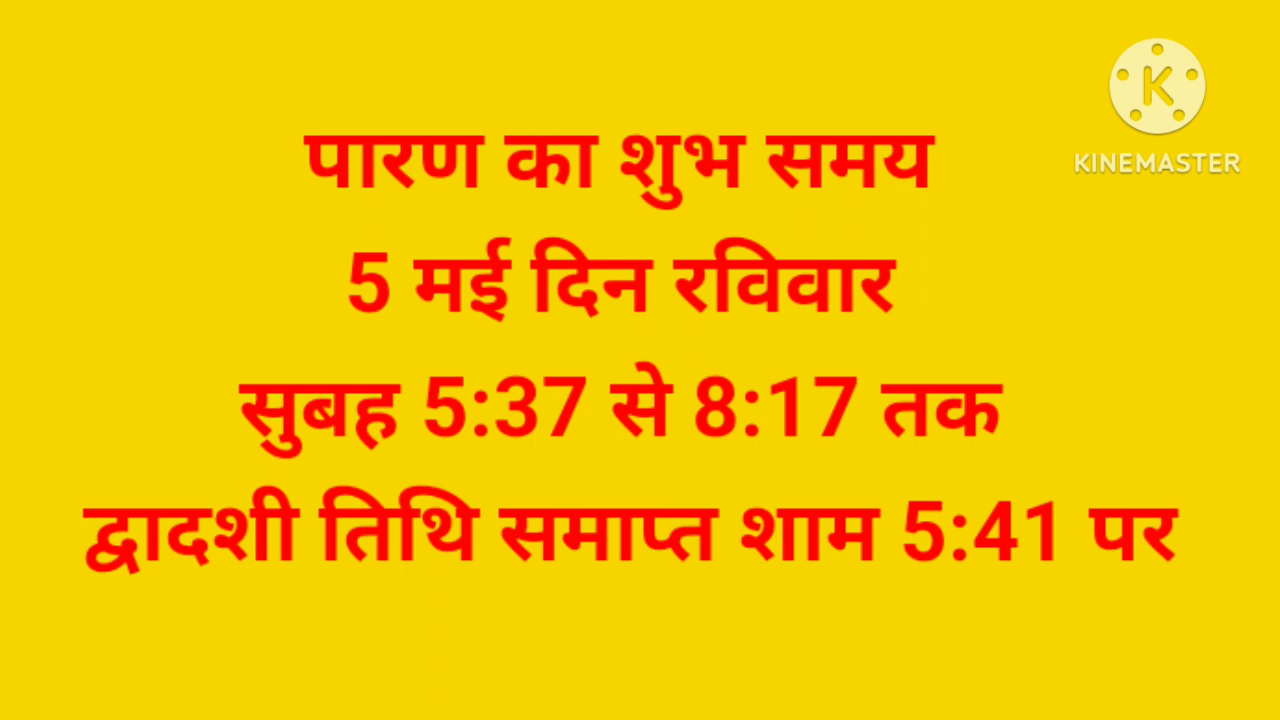 पारण का शुभ समय
5 मई दिन रविवार
सुबह 5:37 से 8:17 तक
द्वादशी तिथि समाप्त शाम 5:41 पर
K
KINEMASTER